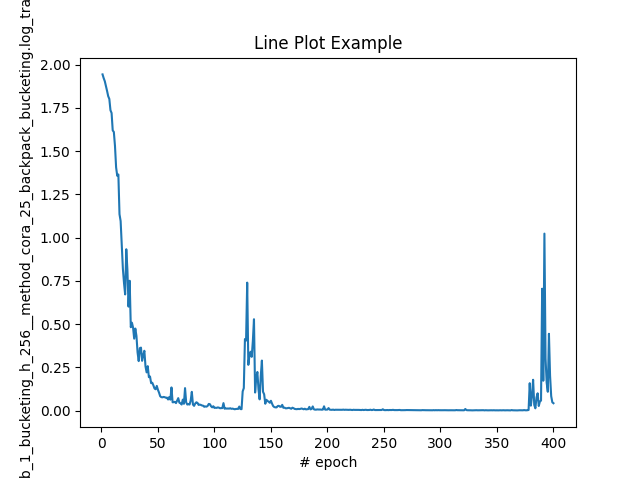 Line Plot Example
b_1_bucketing_h_256__method_cora_25_backpack_bucketing.log_tra
2.00
1.75
1.50
1.25
1.00
0.75
0.50
0.25
0.00
0 50 100 150 200 250 300 350 400
# epoch